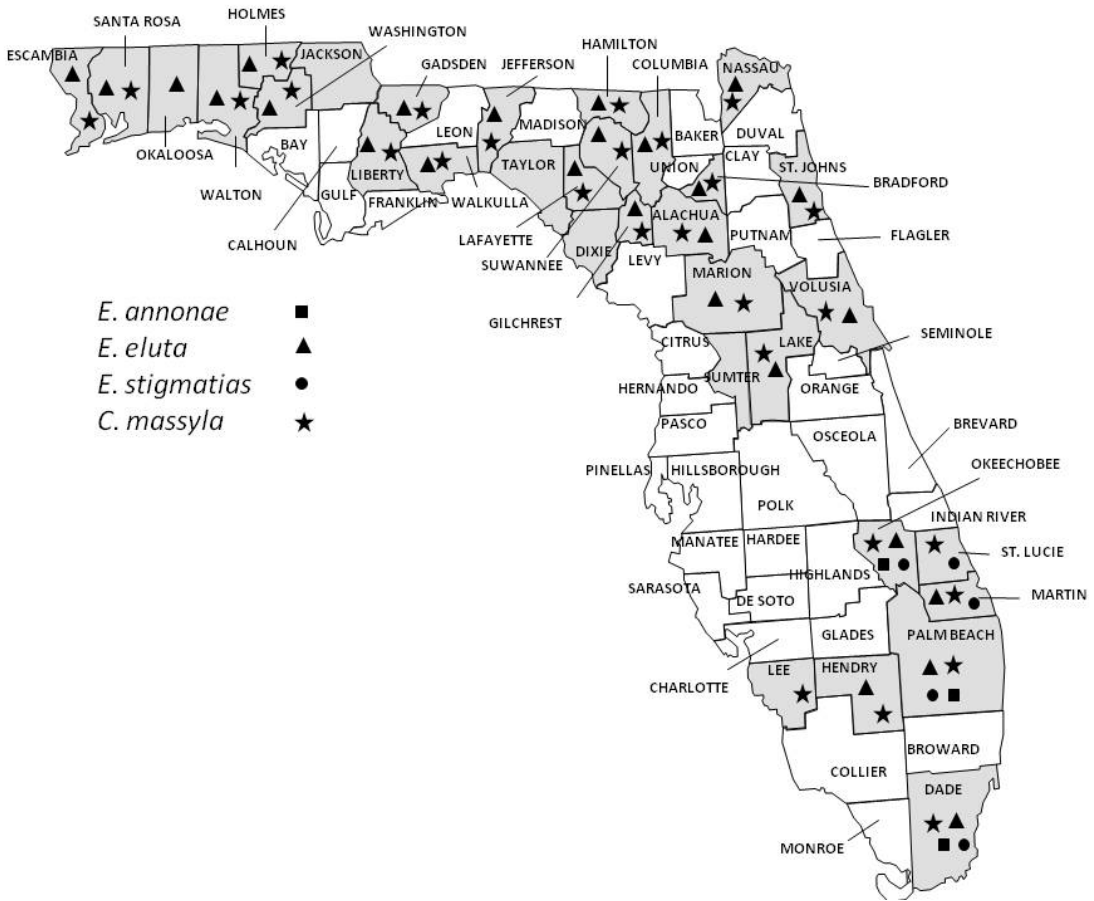 HOLMES
SANTA ROSA
WASHINGTON
ESCAMBIA
JACKSON
GADSDEN
JEFFERSON
HAMILTON
COLUMBIA
NASSAU
MADISON
LEON
BAKER
DUVAL
BAY
OKALOOSA
TAYLOR
UNION
CLAY
ST. JOHNS
LIBERTY
BRADFORD
WALTON
GULF
FRANKLIN
WALKULLA
ALACHUA
CALHOUN
LAFAYETTE
PUTNAM
FLAGLER
SUWANNEE
DIXIE
LEVY
MARION
VOLUSIA
GILCHREST
E. annonae
E. eluta
E. stigmatias
C. massyla
SEMINOLE
CITRUS
LAKE
SUMTER
HERNANDO
ORANGE
PASCO
OSCEOLA
BREVARD
OKEECHOBEE
PINELLAS
HILLSBOROUGH
POLK
INDIAN RIVER
MANATEE
HARDEE
ST. LUCIE
HIGHLANDS
SARASOTA
DE SOTO
MARTIN
GLADES
PALM BEACH
CHARLOTTE
LEE
HENDRY
BROWARD
COLLIER
DADE
MONROE